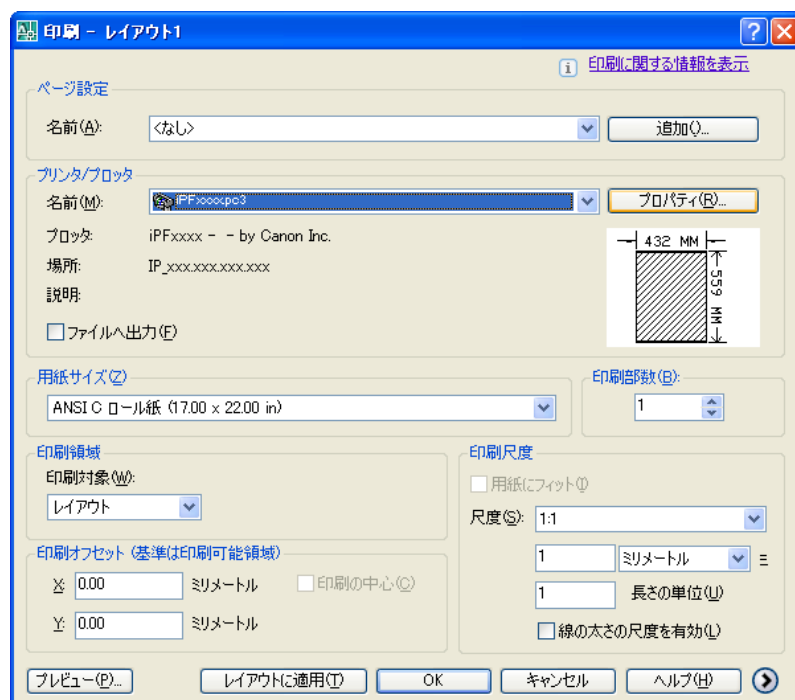 印刷 - レイアウト1
印刷に関する情報を表示
ページ設定
名前(A):
<なし>
追加()...
プリンタ/プロッタ
名前(M):
iPFxxxx.pc3
プロパティ(R)...
プロッタ:
iPFxxxx - - by Canon Inc.
場所:
IP_xxx.xxx.xxx.xxx
説明:
ファイルへ出力(F)
432 MM
559 MM
用紙サイズ(Z)
ANSI C ロール紙 (17.00 x 22.00 in)
印刷部数(B):
1
印刷領域
印刷対象(W):
レイアウト
印刷尺度
用紙にフィット(I)
尺度(S):
1:1
1
ミリメートル
=
1
長さの単位(U)
線の太さの尺度を有効(L)
印刷オフセット (基準は印刷可能領域)
X:
0.00
ミリメートル
印刷の中心(C)
Y:
0.00
ミリメートル
プレビュー(P)...
レイアウトに適用(T)
OK
キャンセル
ヘルプ(H)